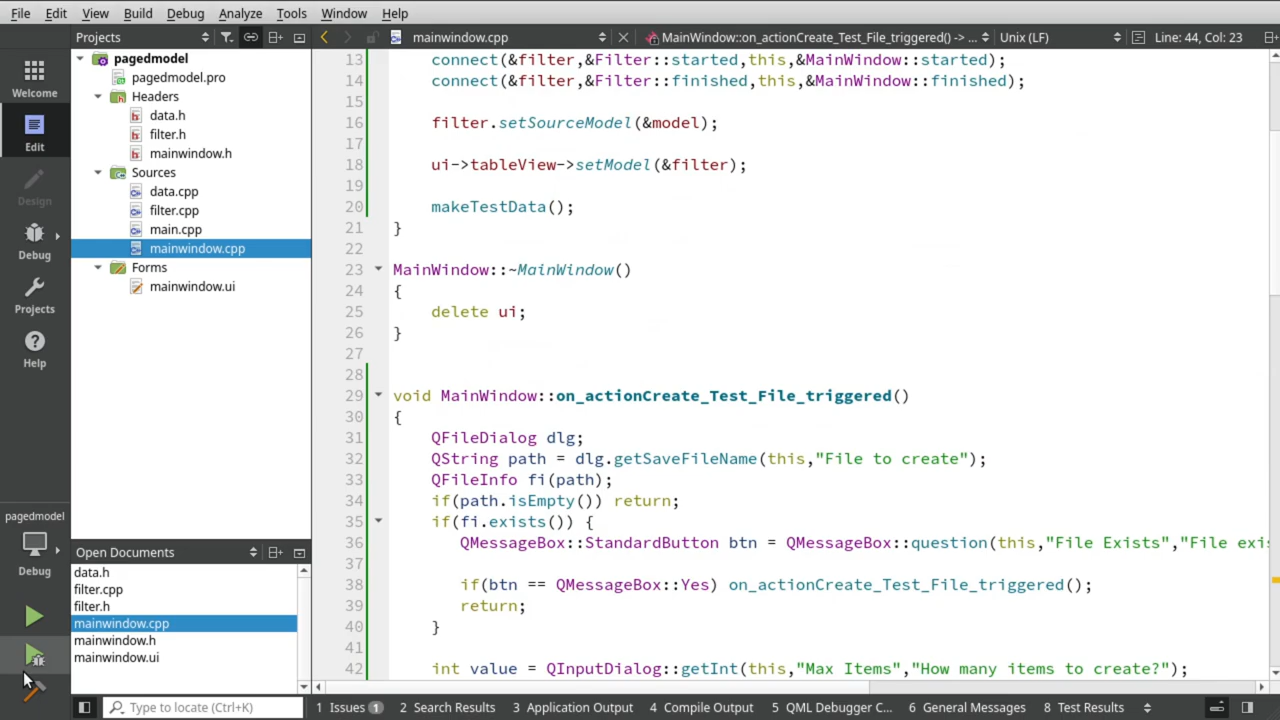 File Edit View Build Debug Analyze Tools Window Help
Projects
mainwindow.cpp
MainWindow::on_actionCreate_Test_File_triggered() -> ...
Unix (LF)
Line: 44, Col: 23
Welcome
Edit
Design
Debug
Projects
Help
pagedmodel
Debug
pagedmodel
pagedmodel.pro
Headers
data.h
filter.h
mainwindow.h
Sources
data.cpp
filter.cpp
main.cpp
mainwindow.cpp
Forms
mainwindow.ui
Open Documents
data.h
filter.cpp
filter.h
mainwindow.cpp
mainwindow.h
mainwindow.ui
13 connect(&filter,&Filter::started,this,&MainWindow::started);
14 connect(&filter,&Filter::finished,this,&MainWindow::finished);
15
16 filter.setSourceModel(&model);
17
18 ui->tableView->setModel(&filter);
19
20 makeTestData();
21 }
22
23 MainWindow::~MainWindow()
24 {
25 delete ui;
26 }
27
28
29 void MainWindow::on_actionCreate_Test_File_triggered()
30 {
31 QFileDialog dlg;
32 QString path = dlg.getSaveFileName(this,"File to create");
33 QFileInfo fi(path);
34 if(path.isEmpty()) return;
35 if(fi.exists()) {
36 QMessageBox::StandardButton btn = QMessageBox::question(this,"File Exists","File exis
37
38 if(btn == QMessageBox::Yes) on_actionCreate_Test_File_triggered();
39 return;
40 }
41
42 int value = QInputDialog::getInt(this,"Max Items","How many items to create?");
Type to locate (Ctrl+K)
1 Issues 1
2 Search Results
3 Application Output
4 Compile Output
5 QML Debugger C...
6 General Messages
8 Test Results